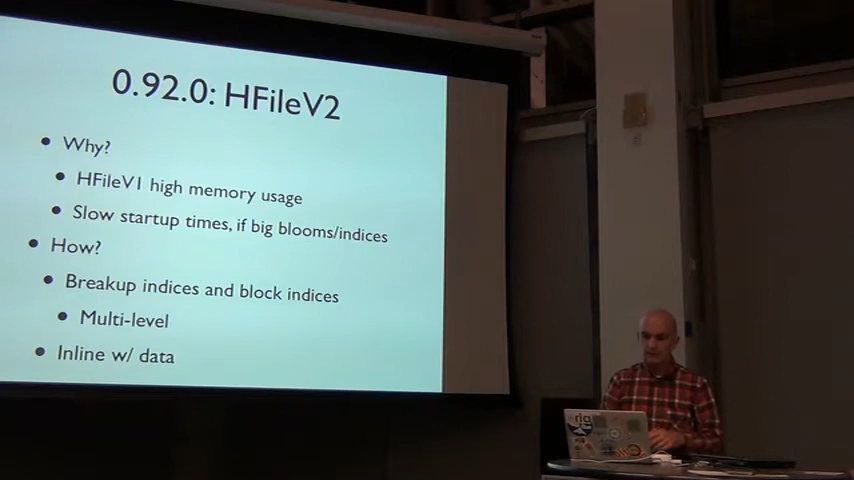 0.92.0: HFileV2
• Why?
• HFileV1 high memory usage
• Slow startup times, if big blooms/indices
• How?
• Breakup indices and block indices
• Multi-level
• Inline w/ data
ria